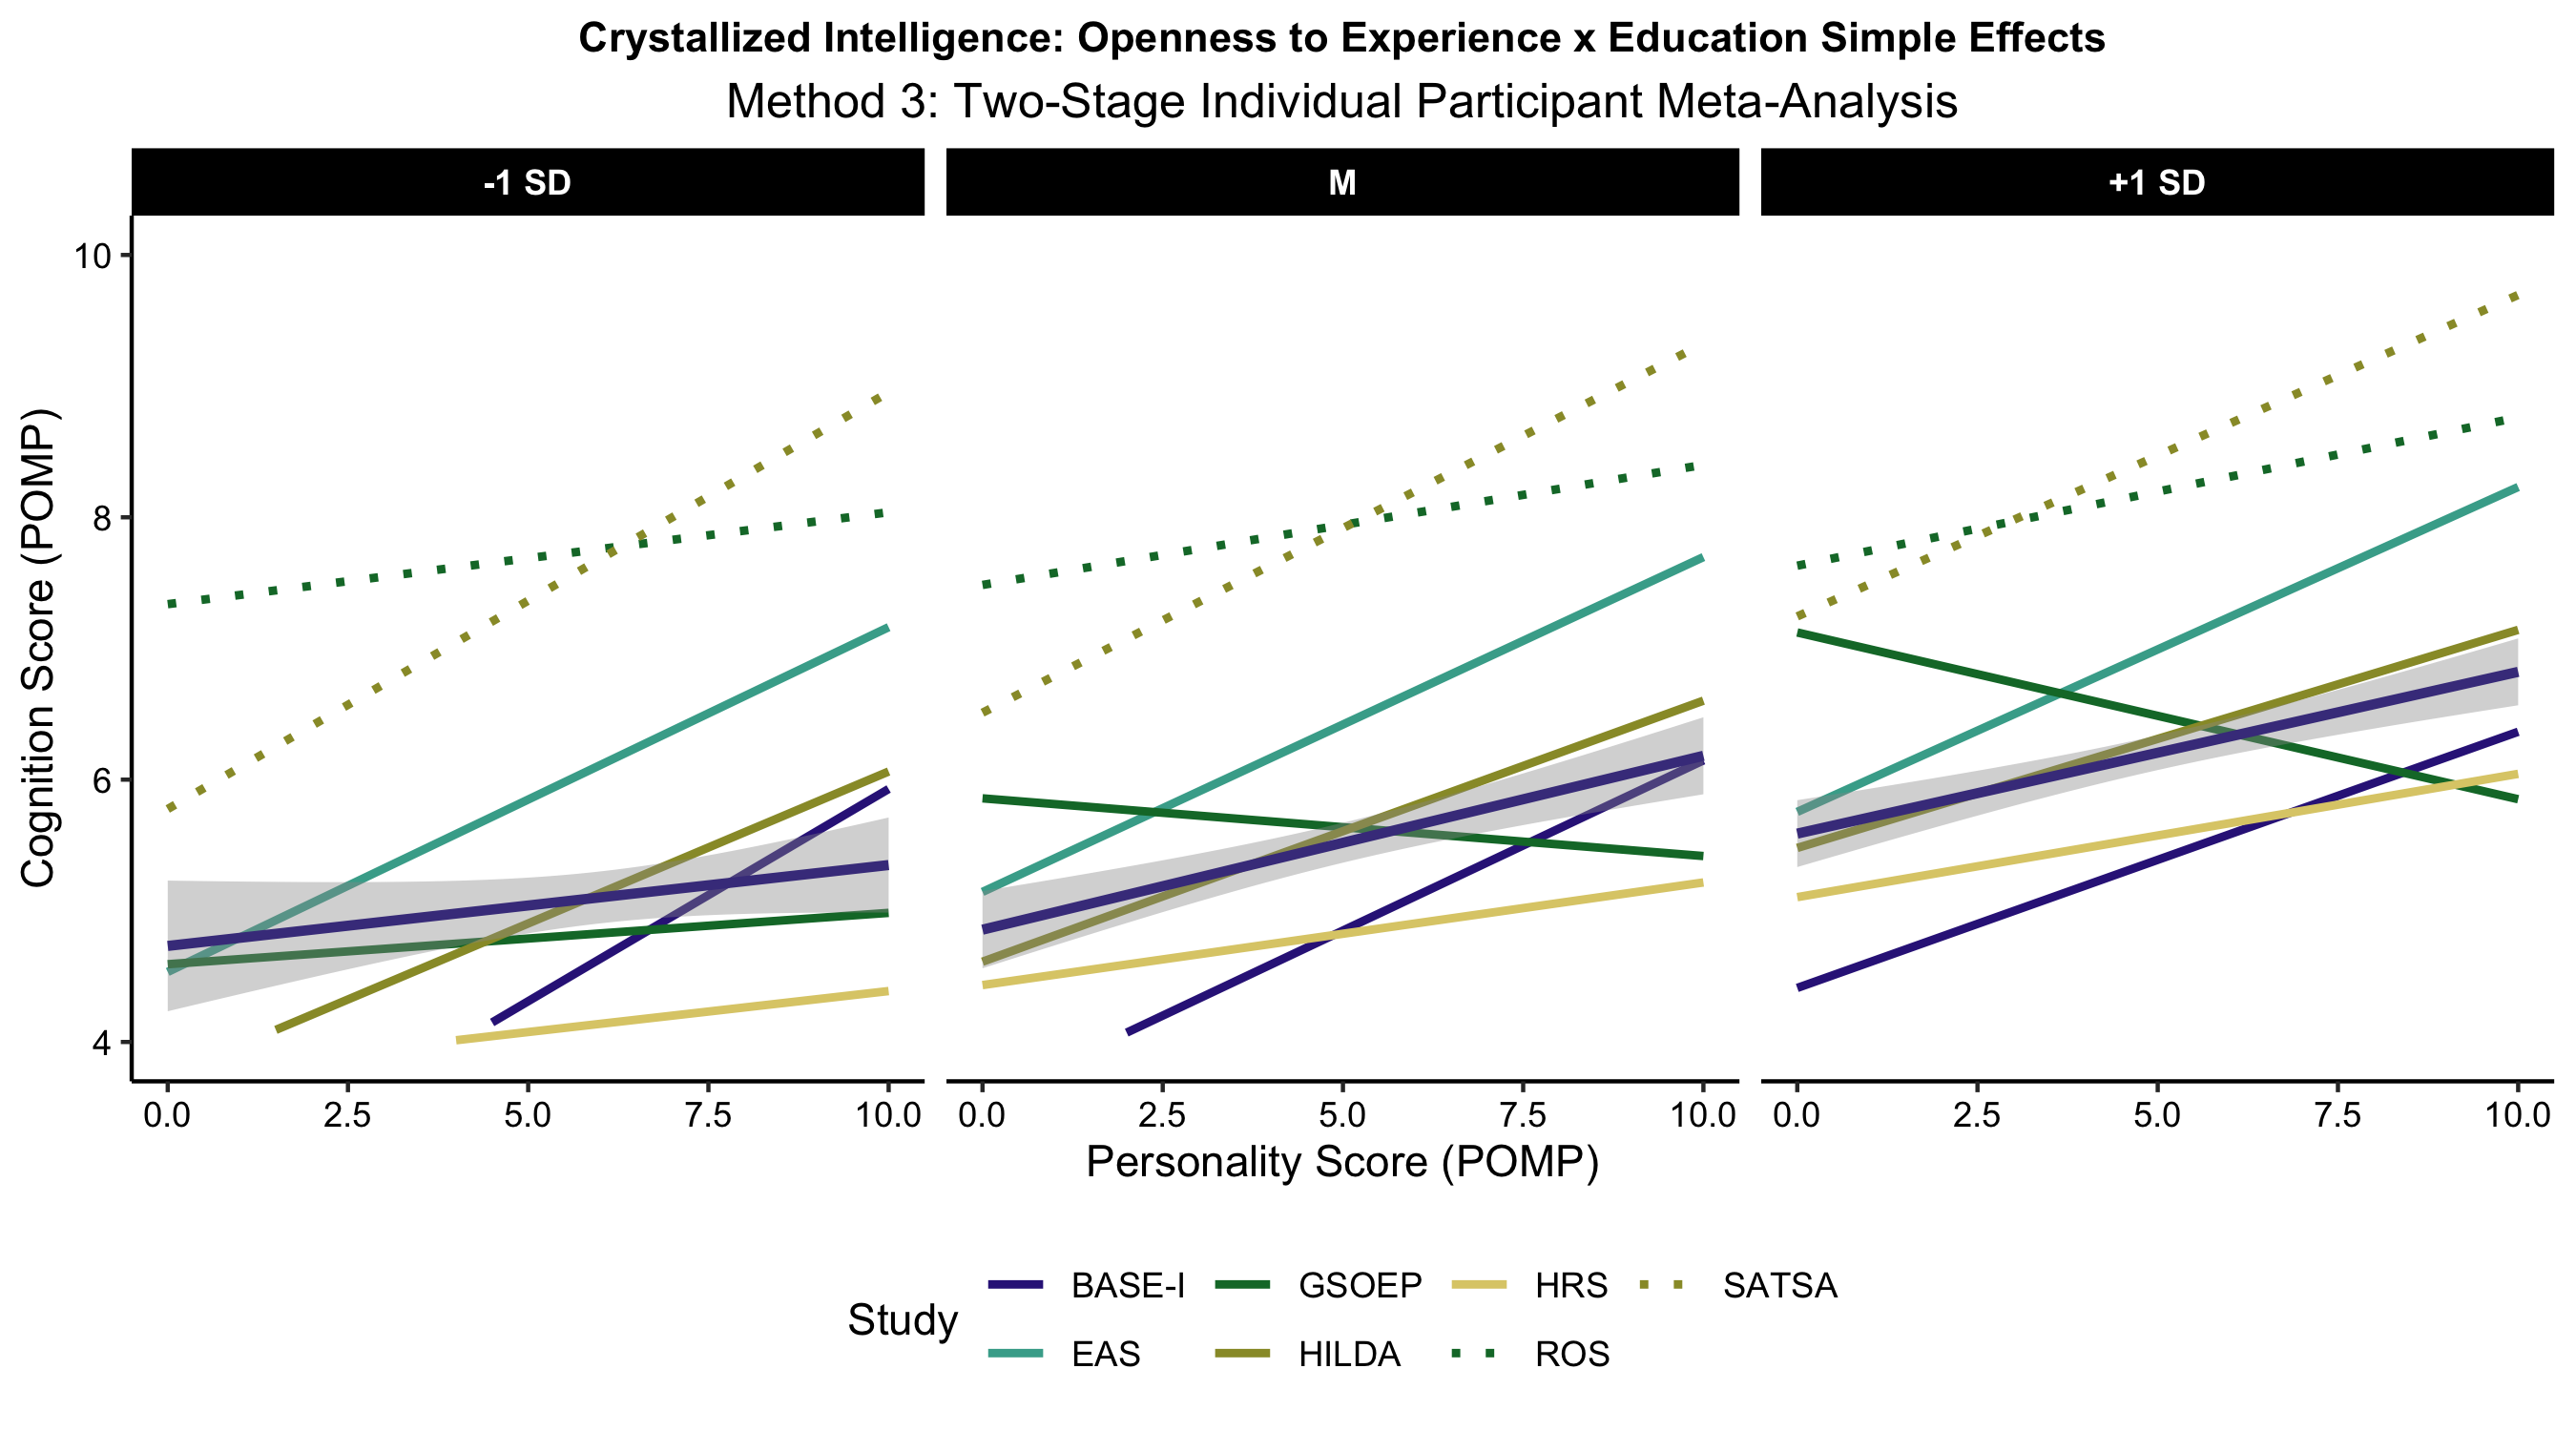 Crystallized Intelligence: Openness to Experience x Education Simple Effects
Method 3: Two-Stage Individual Participant Meta-Analysis
-1 SD
M
+1 SD
Cognition Score (POMP)
10
8
6
4
0.0 2.5 5.0 7.5 10.0
0.0 2.5 5.0 7.5 10.0
0.0 2.5 5.0 7.5 10.0
Personality Score (POMP)
Study
BASE-I GSOEP HRS SATSA
EAS HILDA ROS